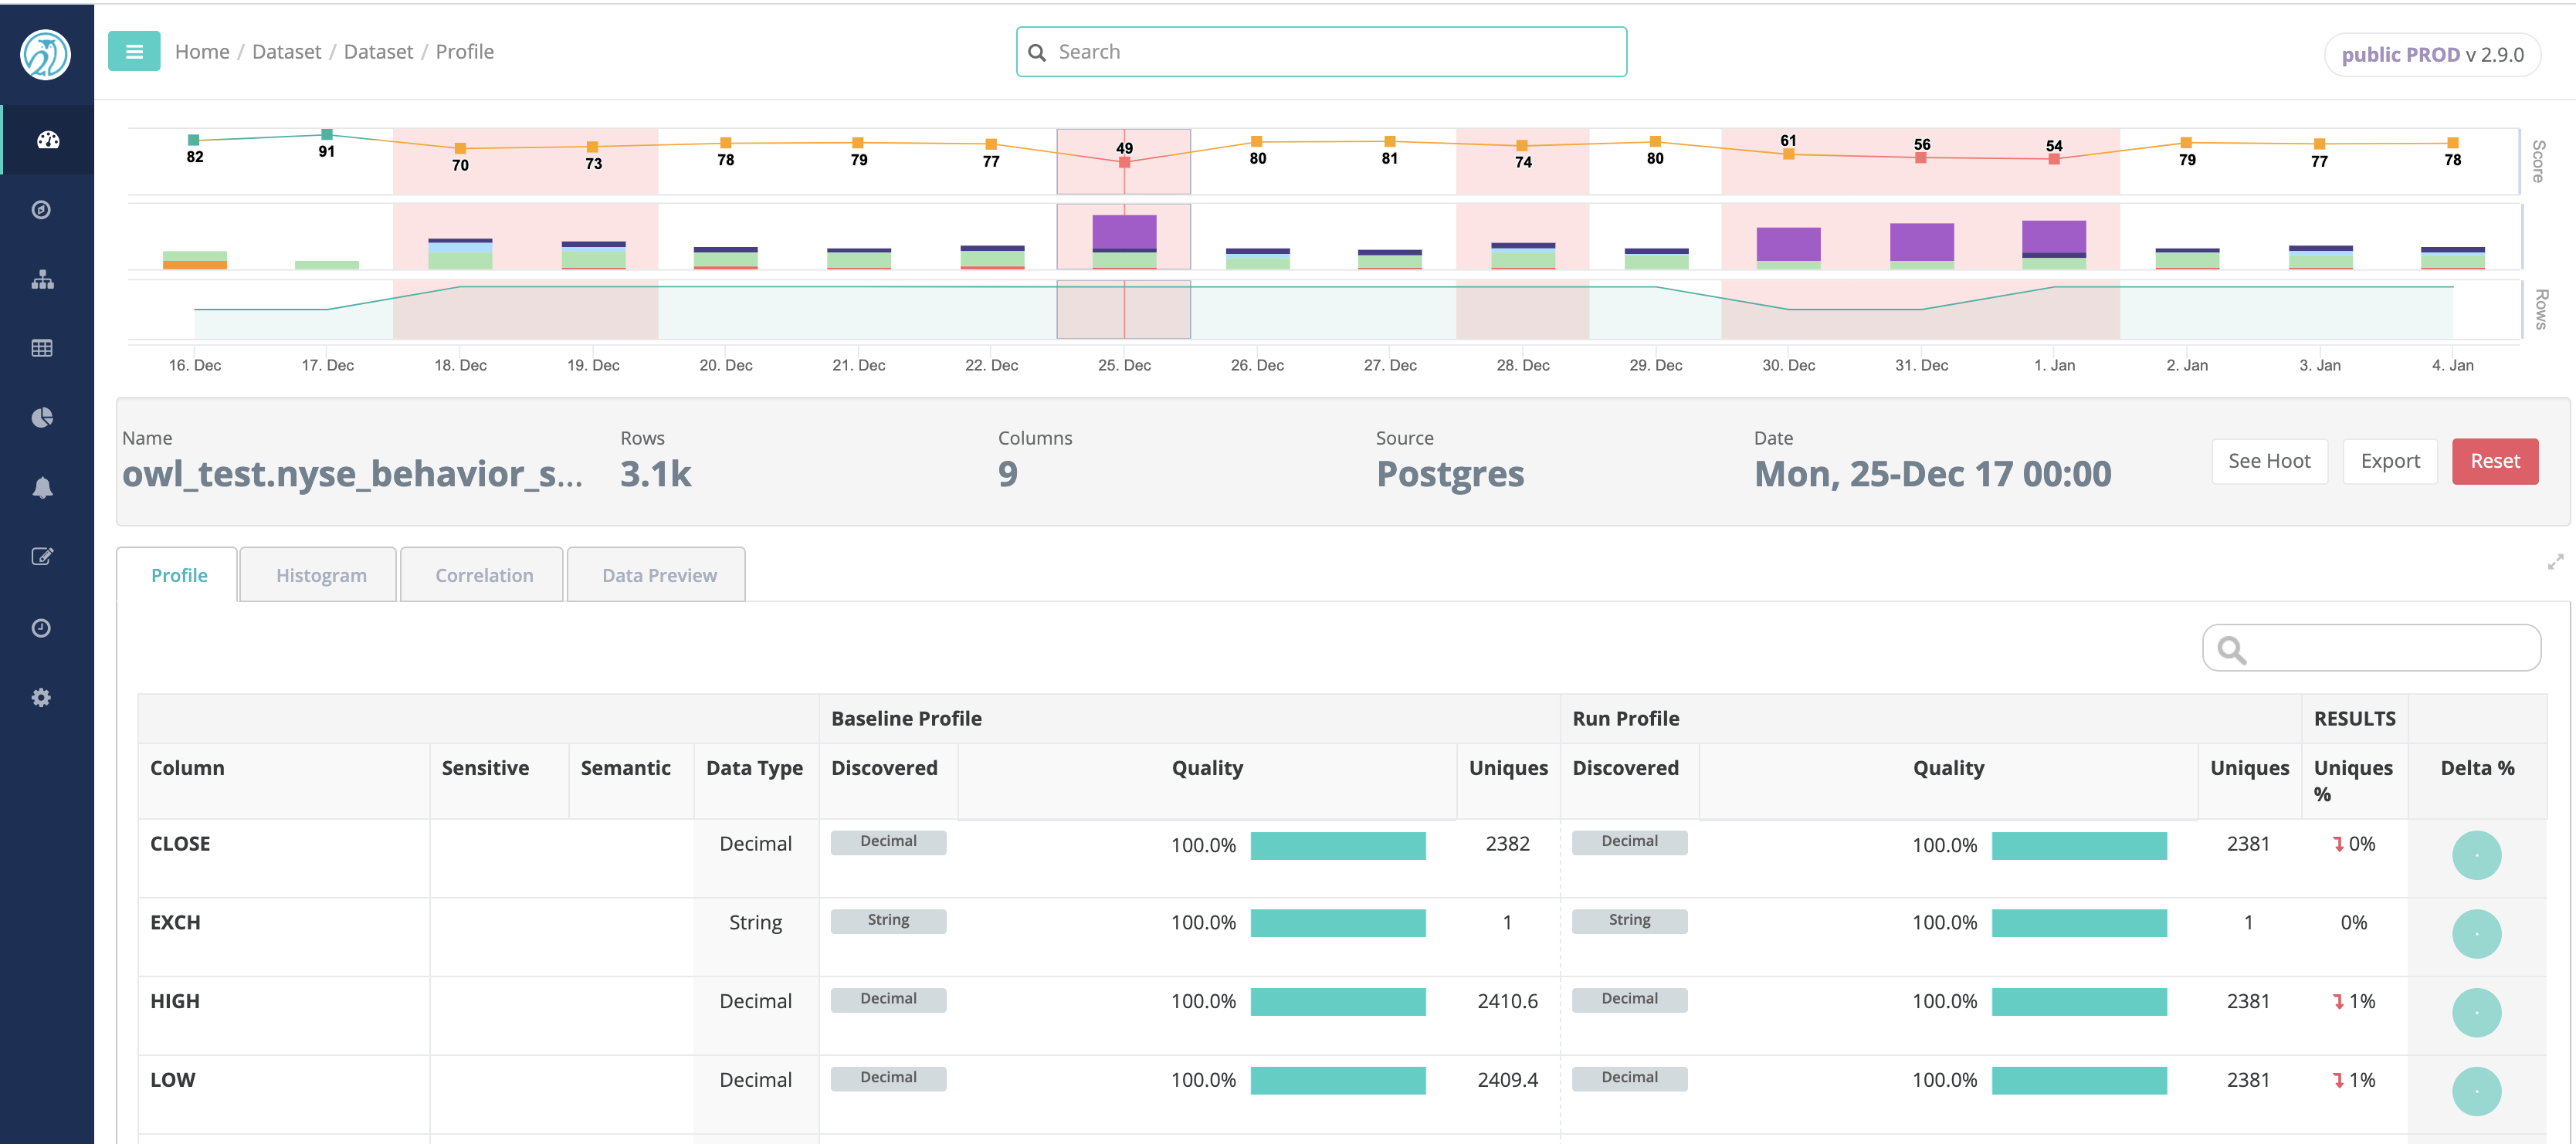 Home / Dataset / Dataset / Profile
Search
public PROD v 2.9.0
82 91 70 73 78 79 77 49 80 81 74 80 61 56 54 79 77 78
Score
Rows
16. Dec 17. Dec 18. Dec 19. Dec 20. Dec 21. Dec 22. Dec 25. Dec 26. Dec 27. Dec 28. Dec 29. Dec 30. Dec 31. Dec 1. Jan 2. Jan 3. Jan 4. Jan
Name Rows Columns Source Date
owl_test.nyse_behavior_s... 3.1k 9 Postgres Mon, 25-Dec 17 00:00
See Hoot Export Reset
Profile Histogram Correlation Data Preview
Baseline Profile Run Profile RESULTS
Column Sensitive Semantic Data Type Discovered Quality Uniques Discovered Quality Uniques Uniques Delta %
%
CLOSE Decimal Decimal 100.0% 2382 Decimal 100.0% 2381 0%
EXCH String String 100.0% 1 String 100.0% 1 0%
HIGH Decimal Decimal 100.0% 2410.6 Decimal 100.0% 2381 1%
LOW Decimal Decimal 100.0% 2409.4 Decimal 100.0% 2381 1%